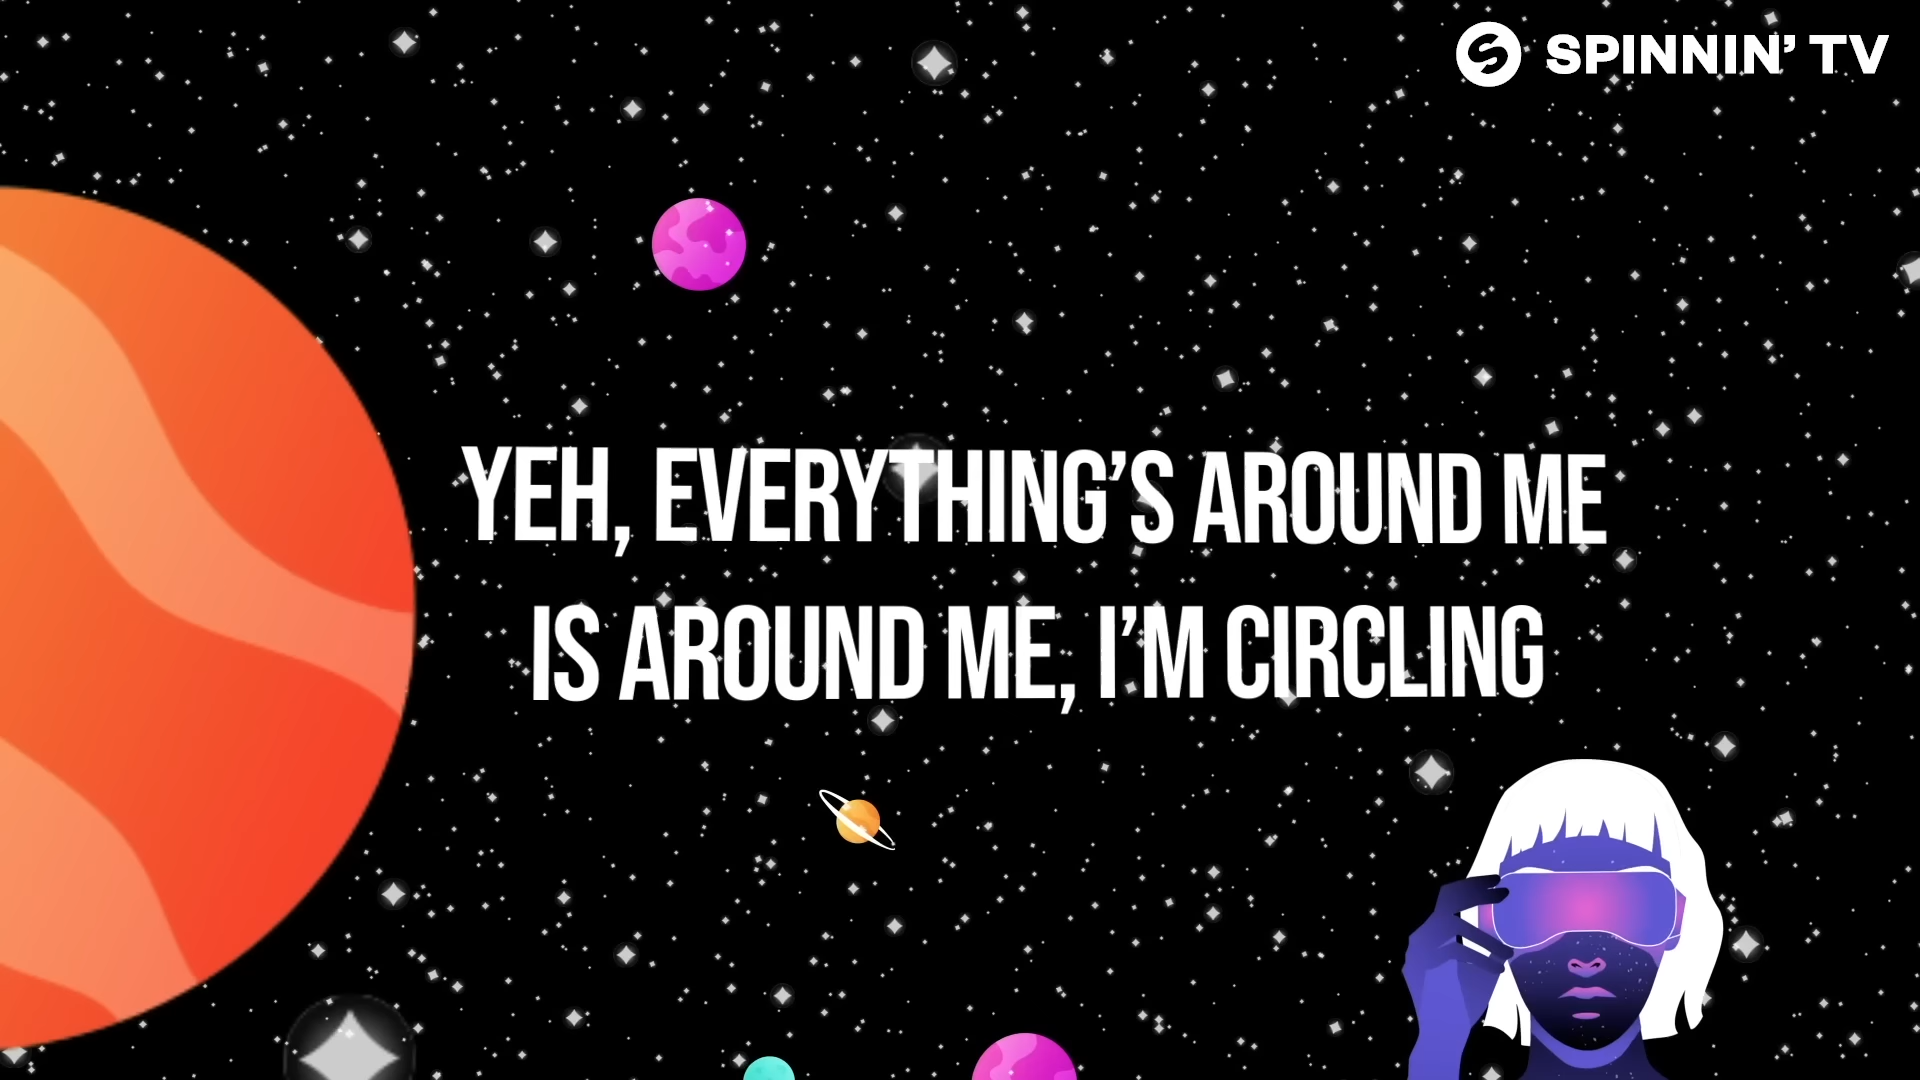 SPINNIN' TV
YEH, EVERYTHING'S AROUND ME
IS AROUND ME, I'M CIRCLING